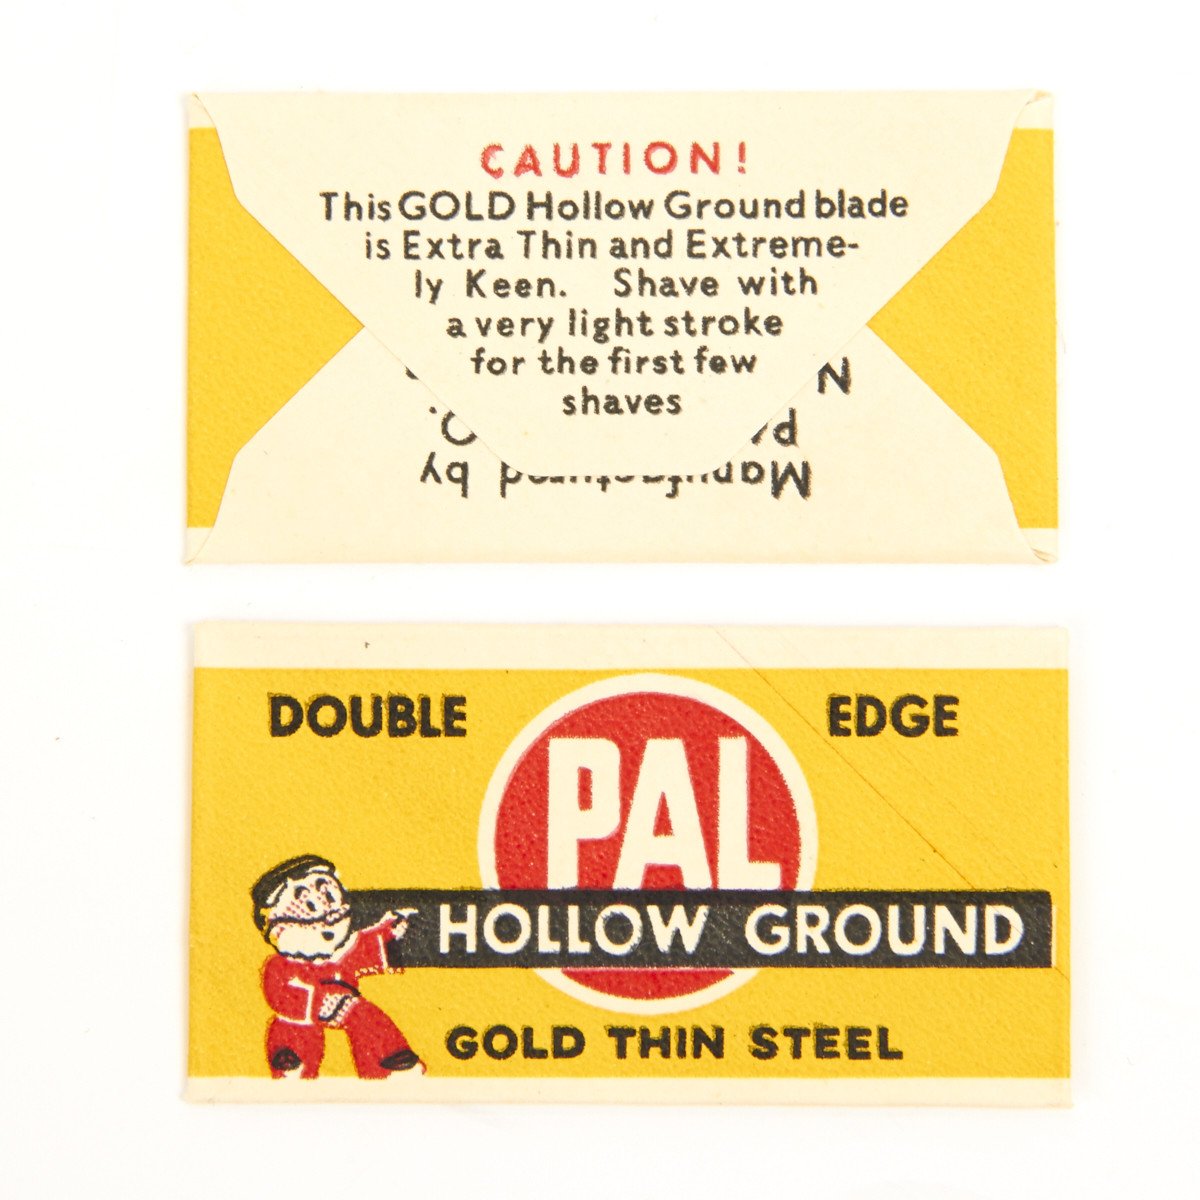 CAUTION!
This GOLD Hollow Ground blade
is Extra Thin and Extreme-
ly Keen. Shave with
a very light stroke
for the first few
shaves
by
DOUBLE EDGE
PAL
HOLLOW GROUND
GOLD THIN STEEL